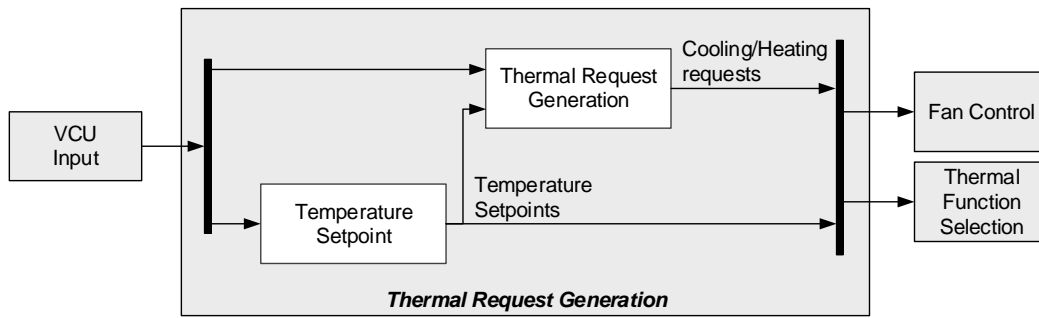 VCU
Input
Thermal Request
Generation
Temperature
Setpoint
Cooling/Heating
requests
Temperature
Setpoints
Fan Control
Thermal
Function
Selection
Thermal Request Generation